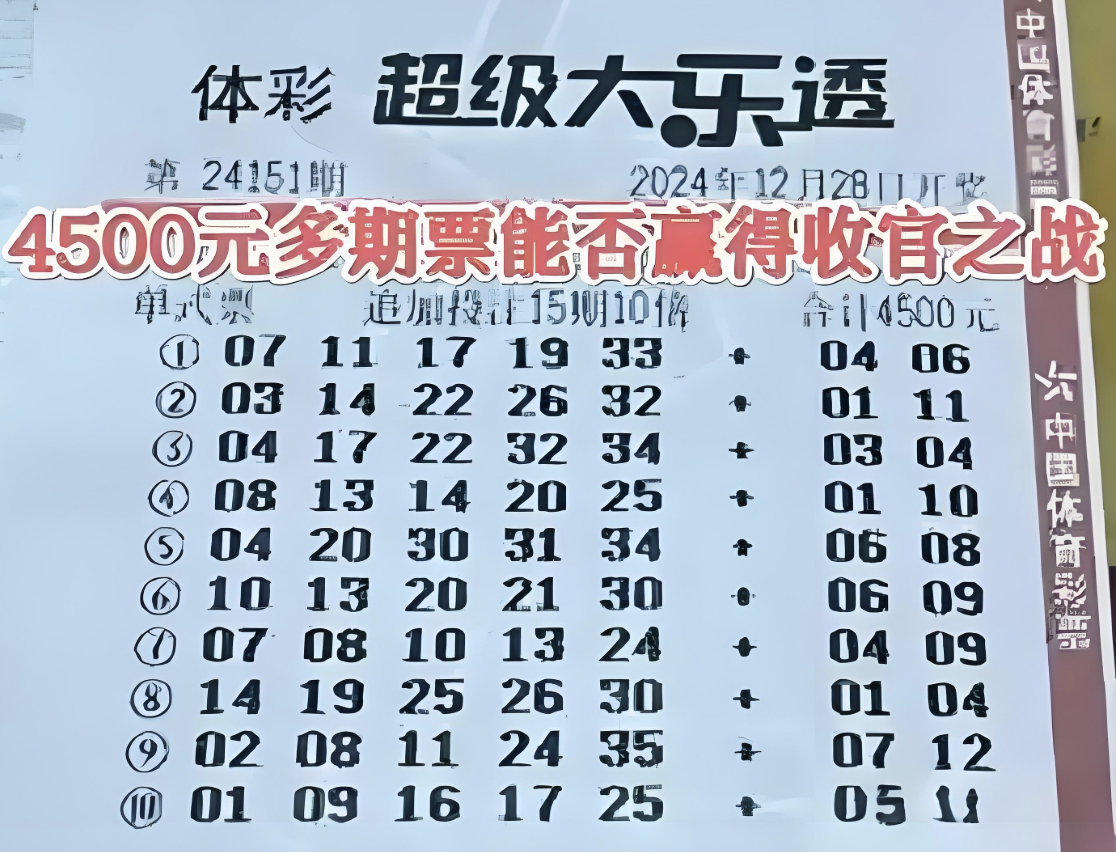 体彩 超级大乐透
第 24151期 2024年12月28日开奖
4500元多期票能否赢得收官之战
单式票 追加投注15期10倍 合计4500元
① 07 11 17 19 33 + 04 06
② 03 14 22 26 32 + 01 11
③ 04 17 22 32 34 + 03 04
④ 08 13 14 20 25 + 01 10
⑤ 04 20 30 31 34 + 06 08
⑥ 10 13 20 21 30 + 06 09
⑦ 07 08 10 13 24 + 04 09
⑧ 14 19 25 26 30 + 01 04
⑨ 02 08 11 24 35 + 07 12
⑩ 01 09 16 17 25 + 05 11
中国体育
中国体育彩票